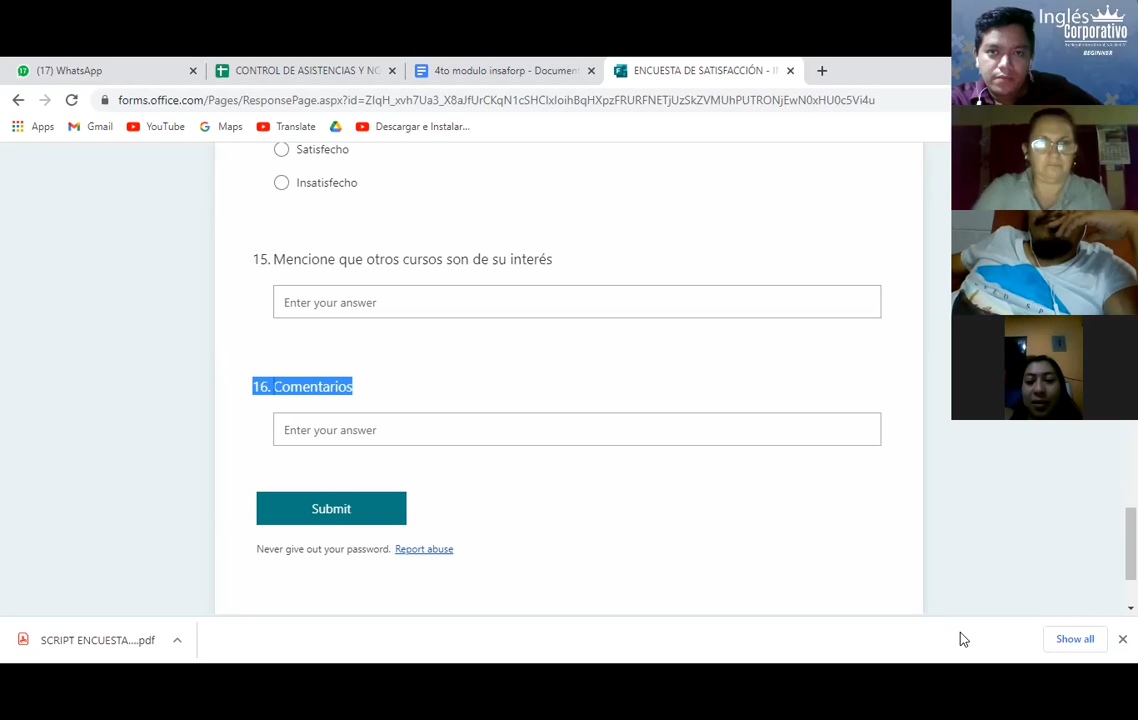 Inglés
Corporativo
BEGINNER
(17) WhatsApp
CONTROL DE ASISTENCIAS Y NO
4to modulo insaforp - Document
ENCUESTA DE SATISFACCIÓN - I
forms.office.com/Pages/ResponsePage.aspx?id=ZIqH_xvh7Ua3_X8aJfUrCKqN1cSHClxIoihBqHXpzFRURFNETjUzSkZVMUhPUTRONjEwN0xHU0c5Vi4u
Apps
Gmail
YouTube
Maps
Translate
Descargar e Instalar...
Satisfecho
Insatisfecho
15. Mencione que otros cursos son de su interés
Enter your answer
16. Comentarios
Enter your answer
Submit
Never give out your password. Report abuse
SCRIPT ENCUESTA....pdf
Show all